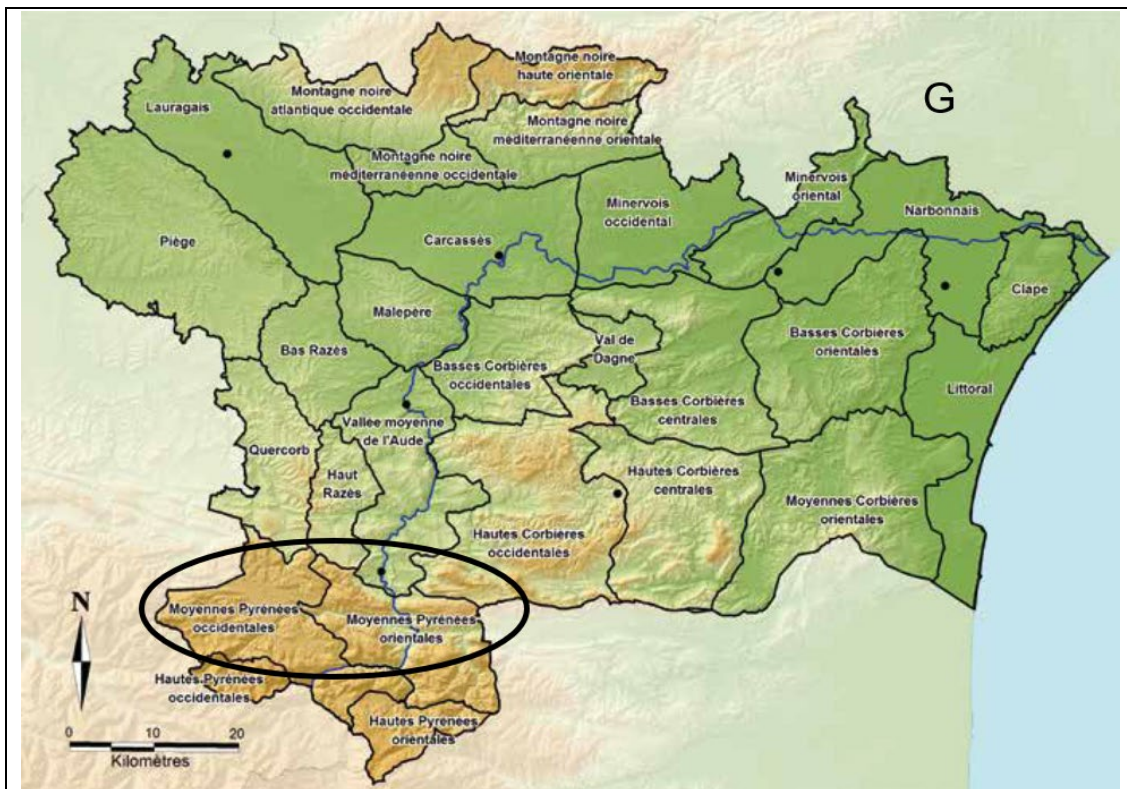 Montagne noire
haute orientale
G
Lauragais
Montagne noire
atlantique occidentale
Montagne noire
méditerranéenne orientale
Montagne noire
méditerranéenne occidentale
Minervois
oriental
Minervois
occidental
Narbonnais
Piège
Carcassès
Clape
Malepère
Bas Razès
Val de
Dagne
Basses Corbières
orientales
Basses Corbières
occidentales
Littoral
Basses Corbières
centrales
Vallée moyenne
de l'Aude
Quercorb
Haut
Razès
Hautes Corbières
centrales
Moyennes Corbières
orientales
Hautes Corbières
occidentales
N
Moyennes Pyrénées
occidentales
Moyennes Pyrénées
orientales
Hautes Pyrénées
occidentales
Hautes Pyrénées
orientales
0 10 20
Kilomètres